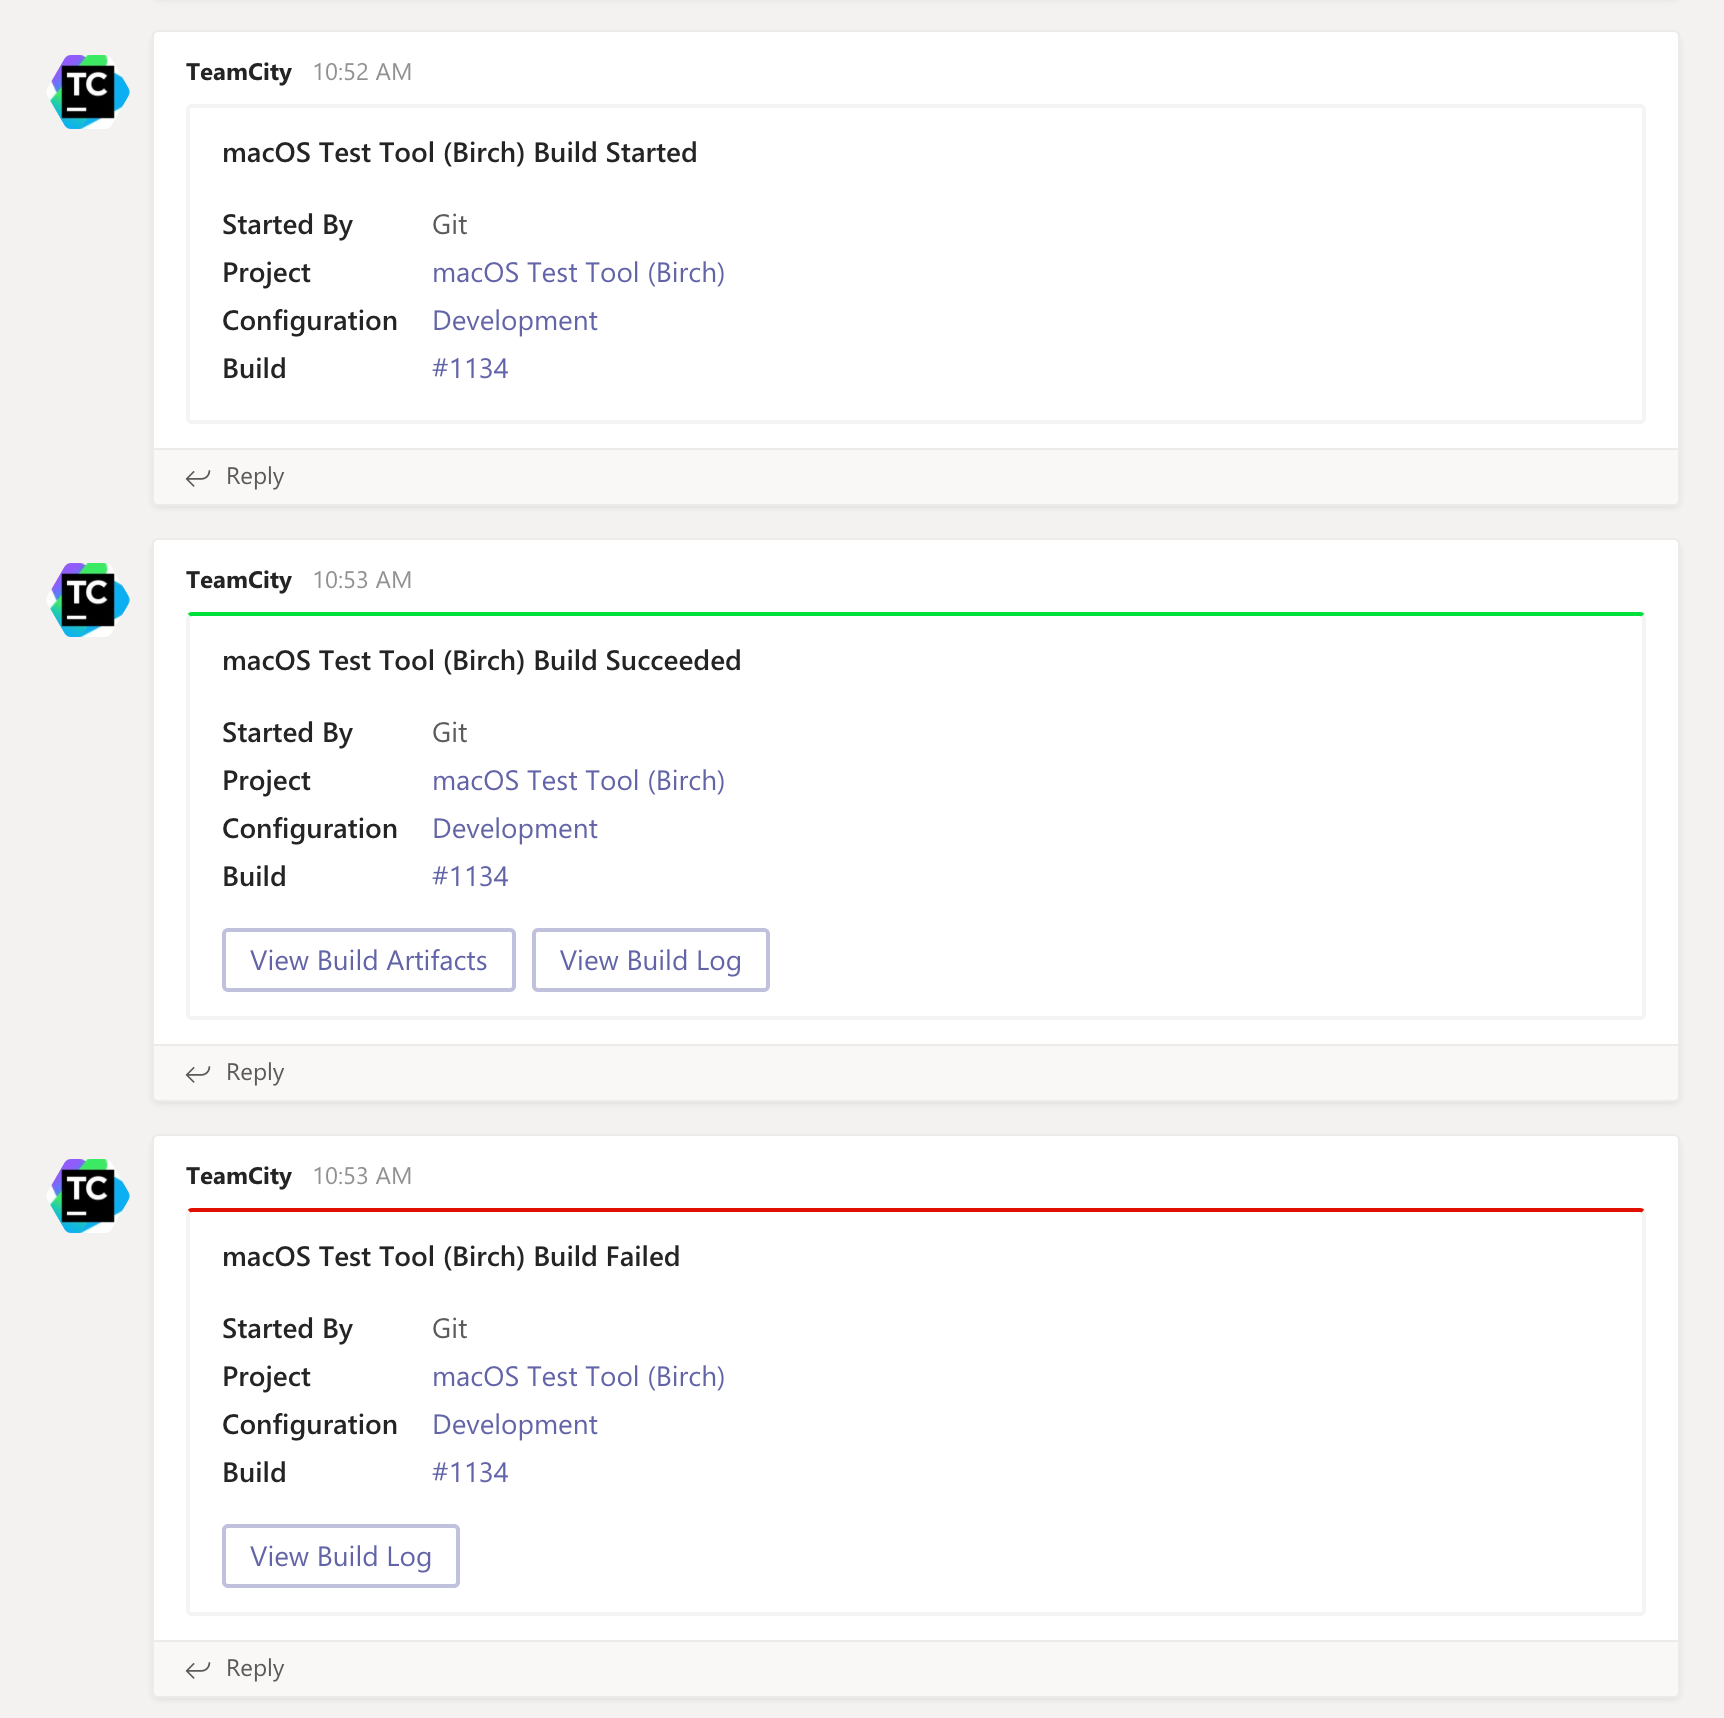 TC
TeamCity 10:52 AM
macOS Test Tool (Birch) Build Started
Started By Git
Project macOS Test Tool (Birch)
Configuration Development
Build #1134
Reply
TC
TeamCity 10:53 AM
macOS Test Tool (Birch) Build Succeeded
Started By Git
Project macOS Test Tool (Birch)
Configuration Development
Build #1134
View Build Artifacts View Build Log
Reply
TC
TeamCity 10:53 AM
macOS Test Tool (Birch) Build Failed
Started By Git
Project macOS Test Tool (Birch)
Configuration Development
Build #1134
View Build Log
Reply